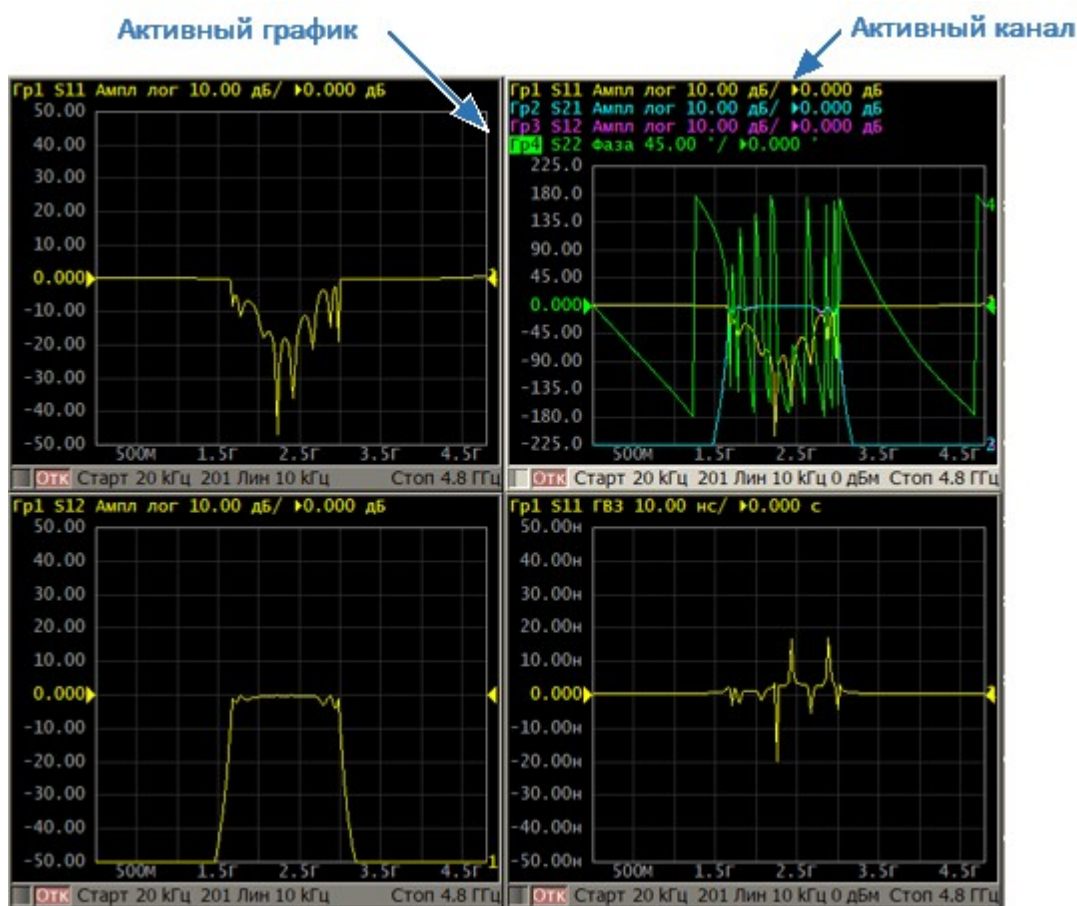 Активный график
Активный канал
Гр1 S11 Ампл лог 10.00 дБ/ ▶0.000 дБ
50.00
40.00
30.00
20.00
10.00
0.000
-10.00
-20.00
-30.00
-40.00
-50.00
500М 1.5г 2.5г 3.5г 4.5г
Отк Старт 20 кГц 201 Лин 10 кГц Стоп 4.8 ГГц
Гр1 S11 Ампл лог 10.00 дБ/ ▶0.000 дБ
Гр2 S21 Ампл лог 10.00 дБ/ ▶0.000 дБ
Гр3 S12 Ампл лог 10.00 дБ/ ▶0.000 дБ
Гр4 S22 Фаза 45.00 °/ ▶0.000 °
225.0
180.0
135.0
90.00
45.00
0.000
-45.00
-90.00
-135.0
-180.0
-225.0
4
2
500М 1.5г 2.5г 3.5г 4.5г
Отк Старт 20 кГц 201 Лин 10 кГц 0 дБм Стоп 4.8 ГГц
Гр1 S12 Ампл лог 10.00 дБ/ ▶0.000 дБ
50.00
40.00
30.00
20.00
10.00
0.000
-10.00
-20.00
-30.00
-40.00
-50.00
1
500М 1.5г 2.5г 3.5г 4.5г
Отк Старт 20 кГц 201 Лин 10 кГц Стоп 4.8 ГГц
Гр1 S11 ГВЗ 10.00 нс/ ▶0.000 с
50.00н
40.00н
30.00н
20.00н
10.00н
0.000
-10.00н
-20.00н
-30.00н
-40.00н
-50.00н
500М 1.5г 2.5г 3.5г 4.5г
Отк Старт 20 кГц 201 Лин 10 кГц 0 дБм Стоп 4.8 ГГц